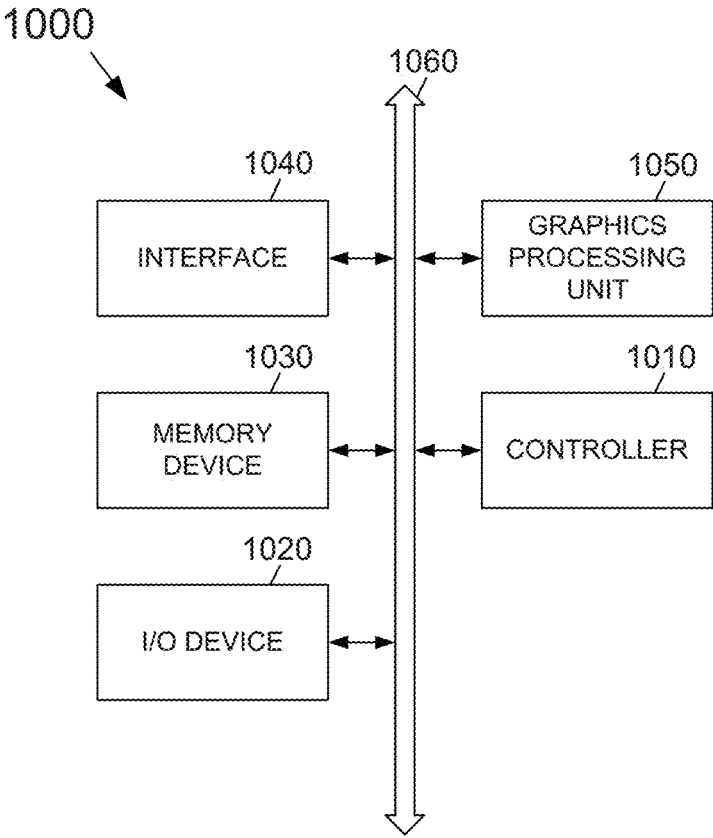 1000
1060
1040
1050
INTERFACE
GRAPHICS
PROCESSING
UNIT
1030
1010
MEMORY
DEVICE
CONTROLLER
1020
I/O DEVICE